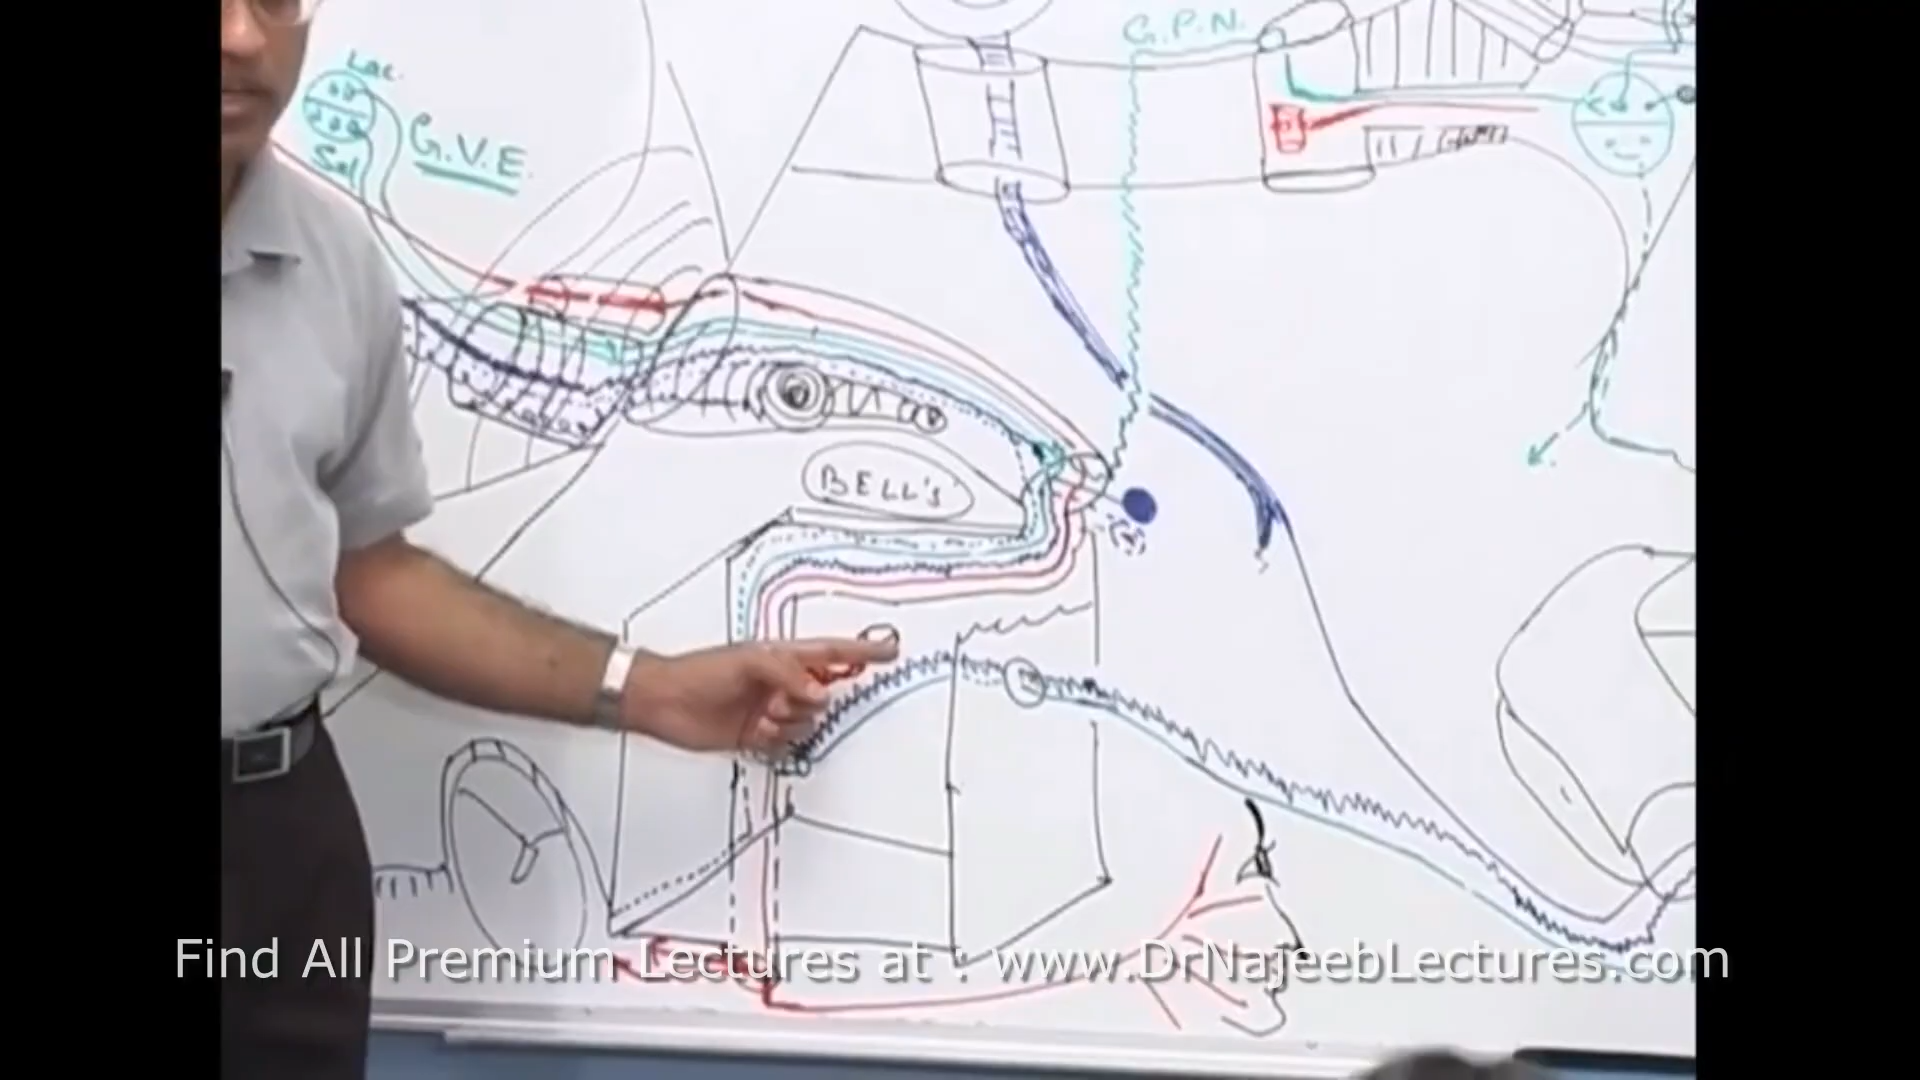 G.P.N.
Lac.
G.V.E.
Sal
BELL'S
Find All Premium Lectures at : www.DrNajeebLectures.com